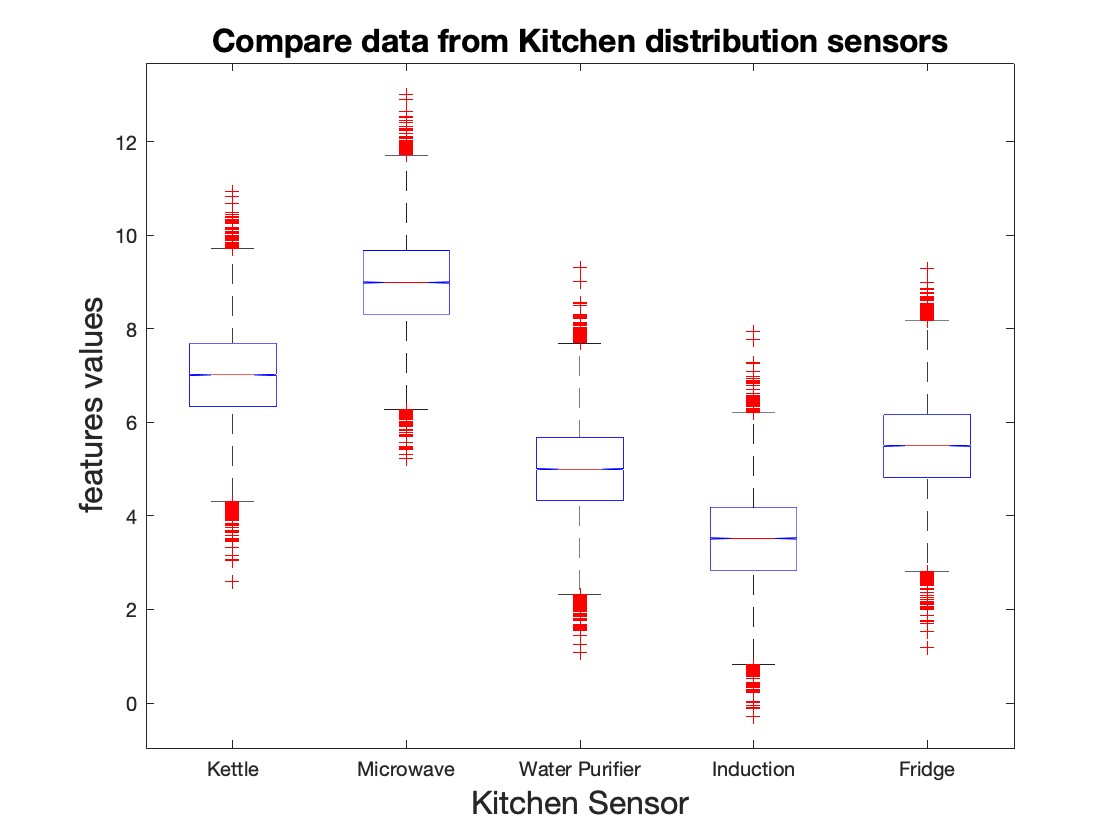 Compare data from Kitchen distribution sensors
features values
12
10
8
6
4
2
0
Kettle Microwave Water Purifier Induction Fridge
Kitchen Sensor